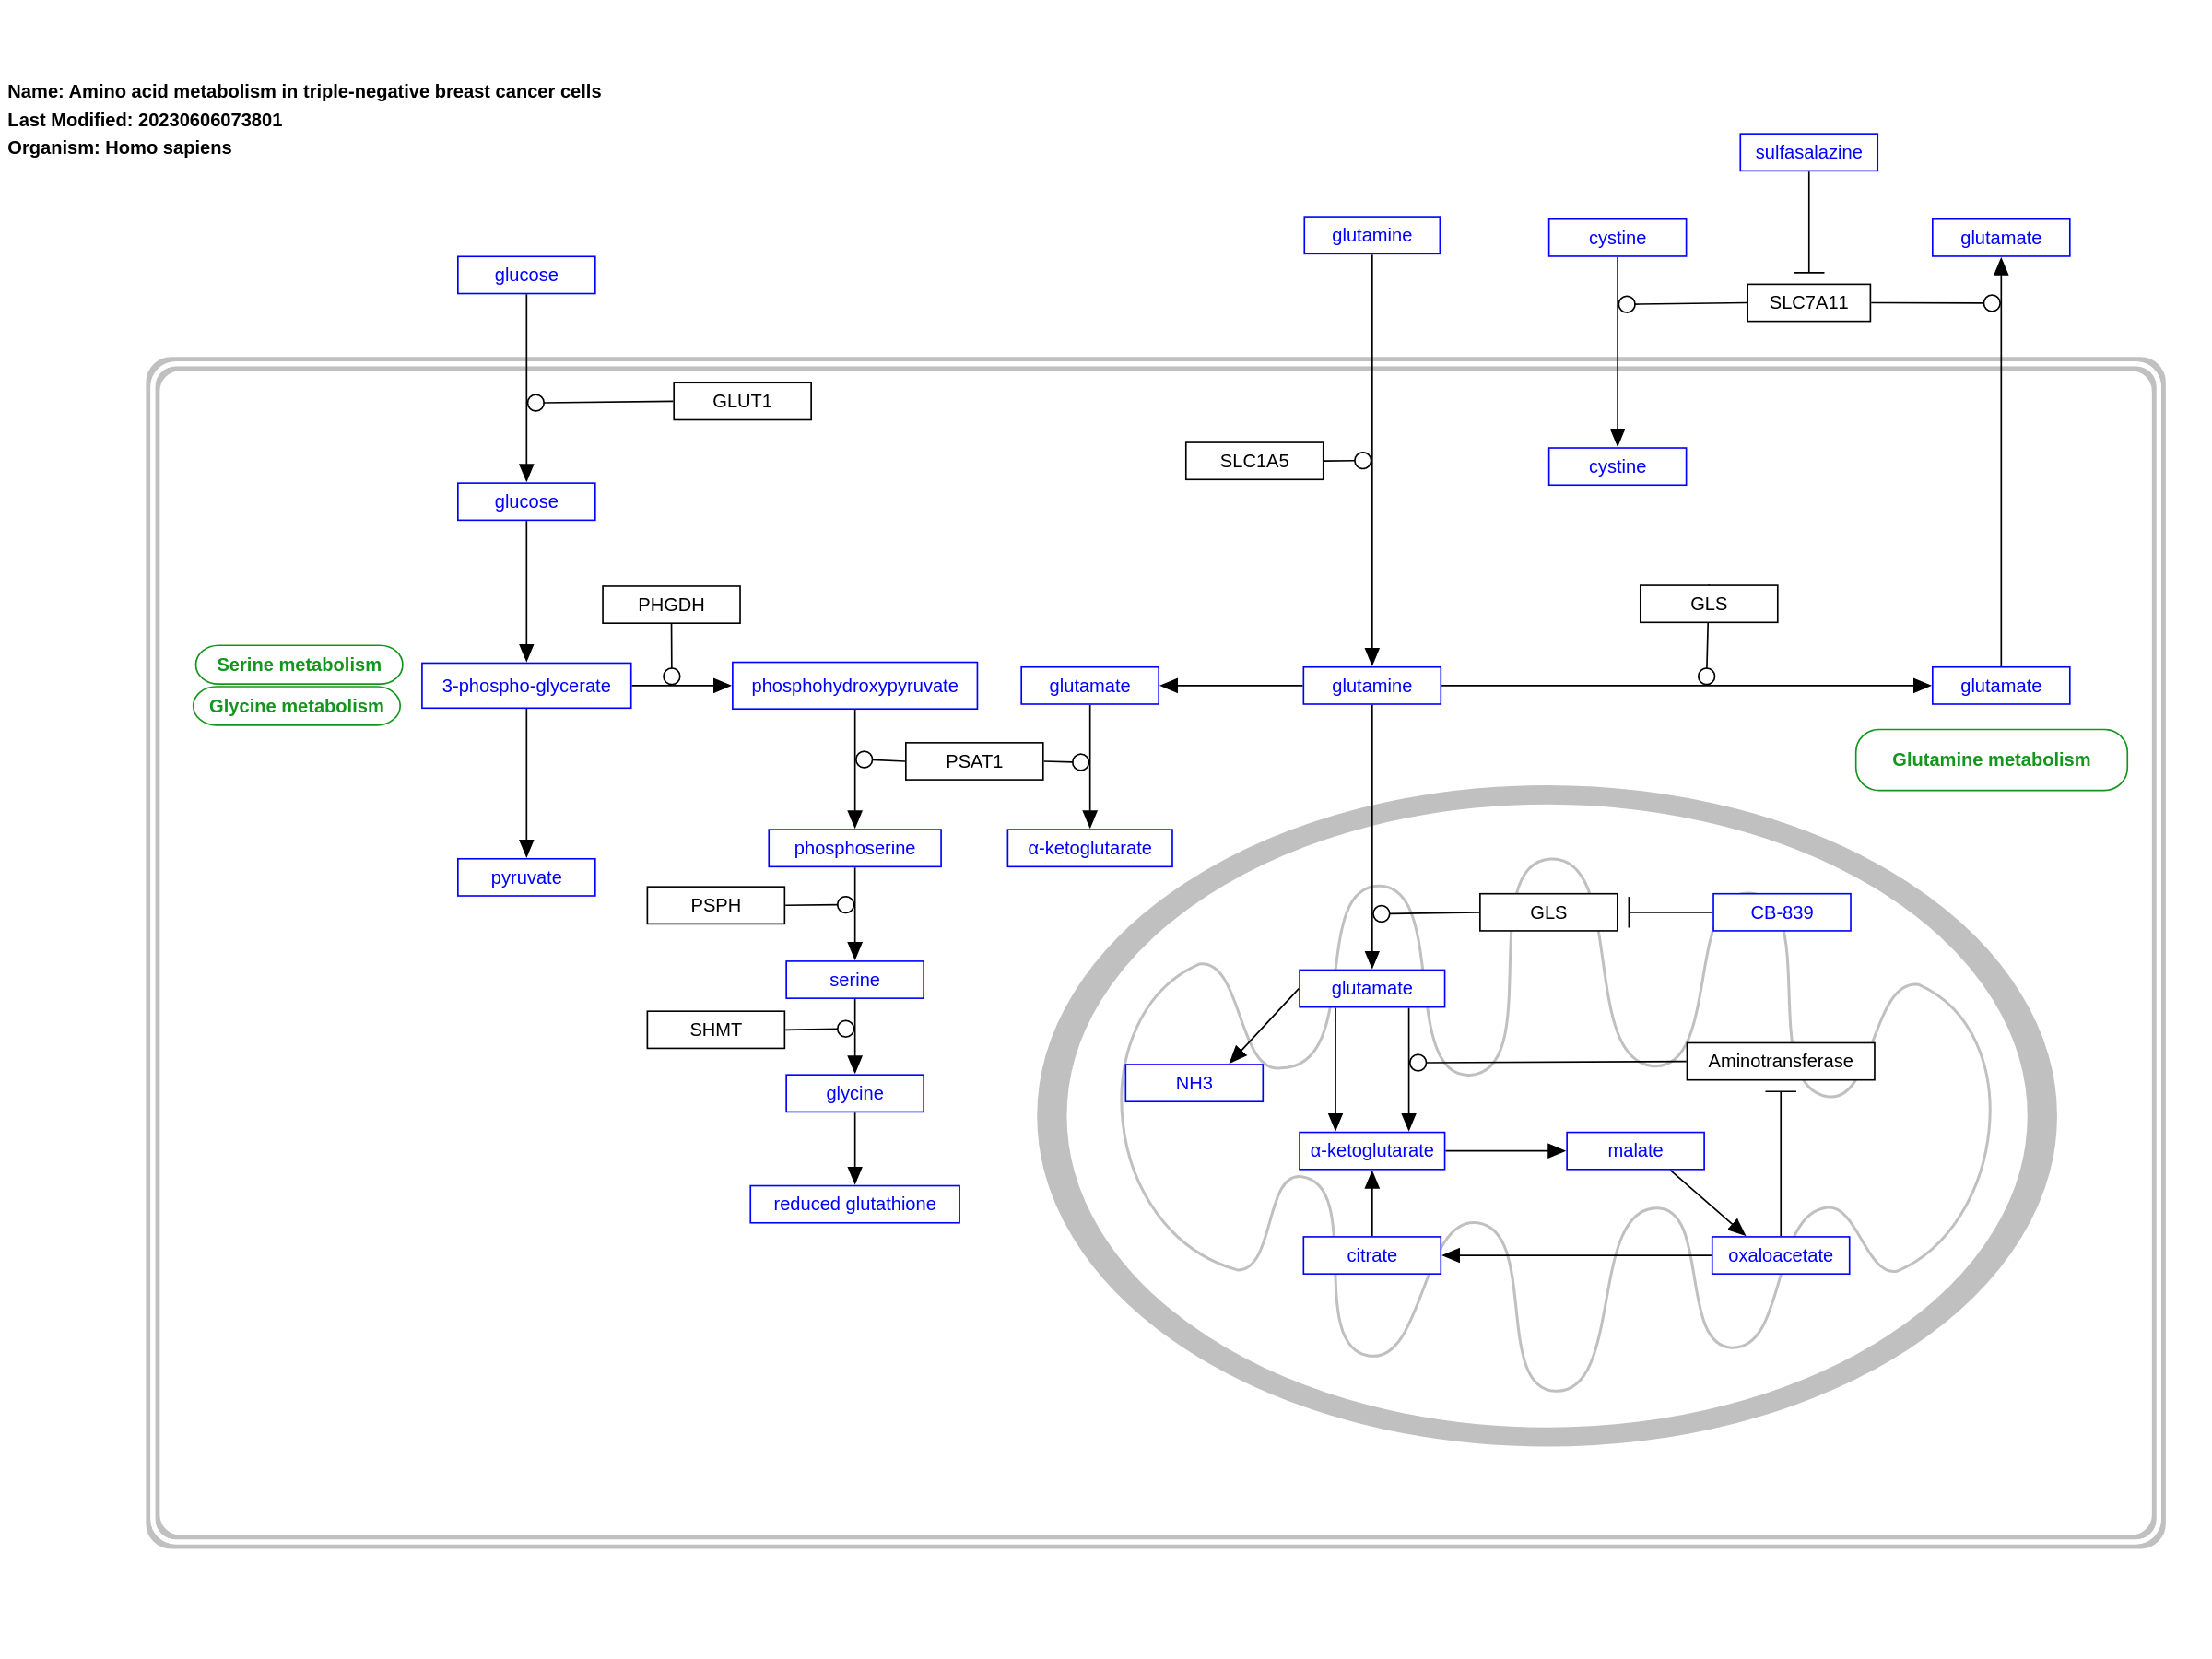 Name: Amino acid metabolism in triple-negative breast cancer cells
Last Modified: 20230606073801
Organism: Homo sapiens
sulfasalazine
glutamine
cystine
glutamate
glucose
SLC7A11
GLUT1
SLC1A5
cystine
glucose
PHGDH
GLS
Serine metabolism
3-phospho-glycerate
phosphohydroxypyruvate
glutamate
glutamine
glutamate
Glycine metabolism
PSAT1
Glutamine metabolism
phosphoserine
α-ketoglutarate
pyruvate
PSPH
GLS
CB-839
serine
glutamate
SHMT
Aminotransferase
NH3
glycine
α-ketoglutarate
malate
reduced glutathione
citrate
oxaloacetate